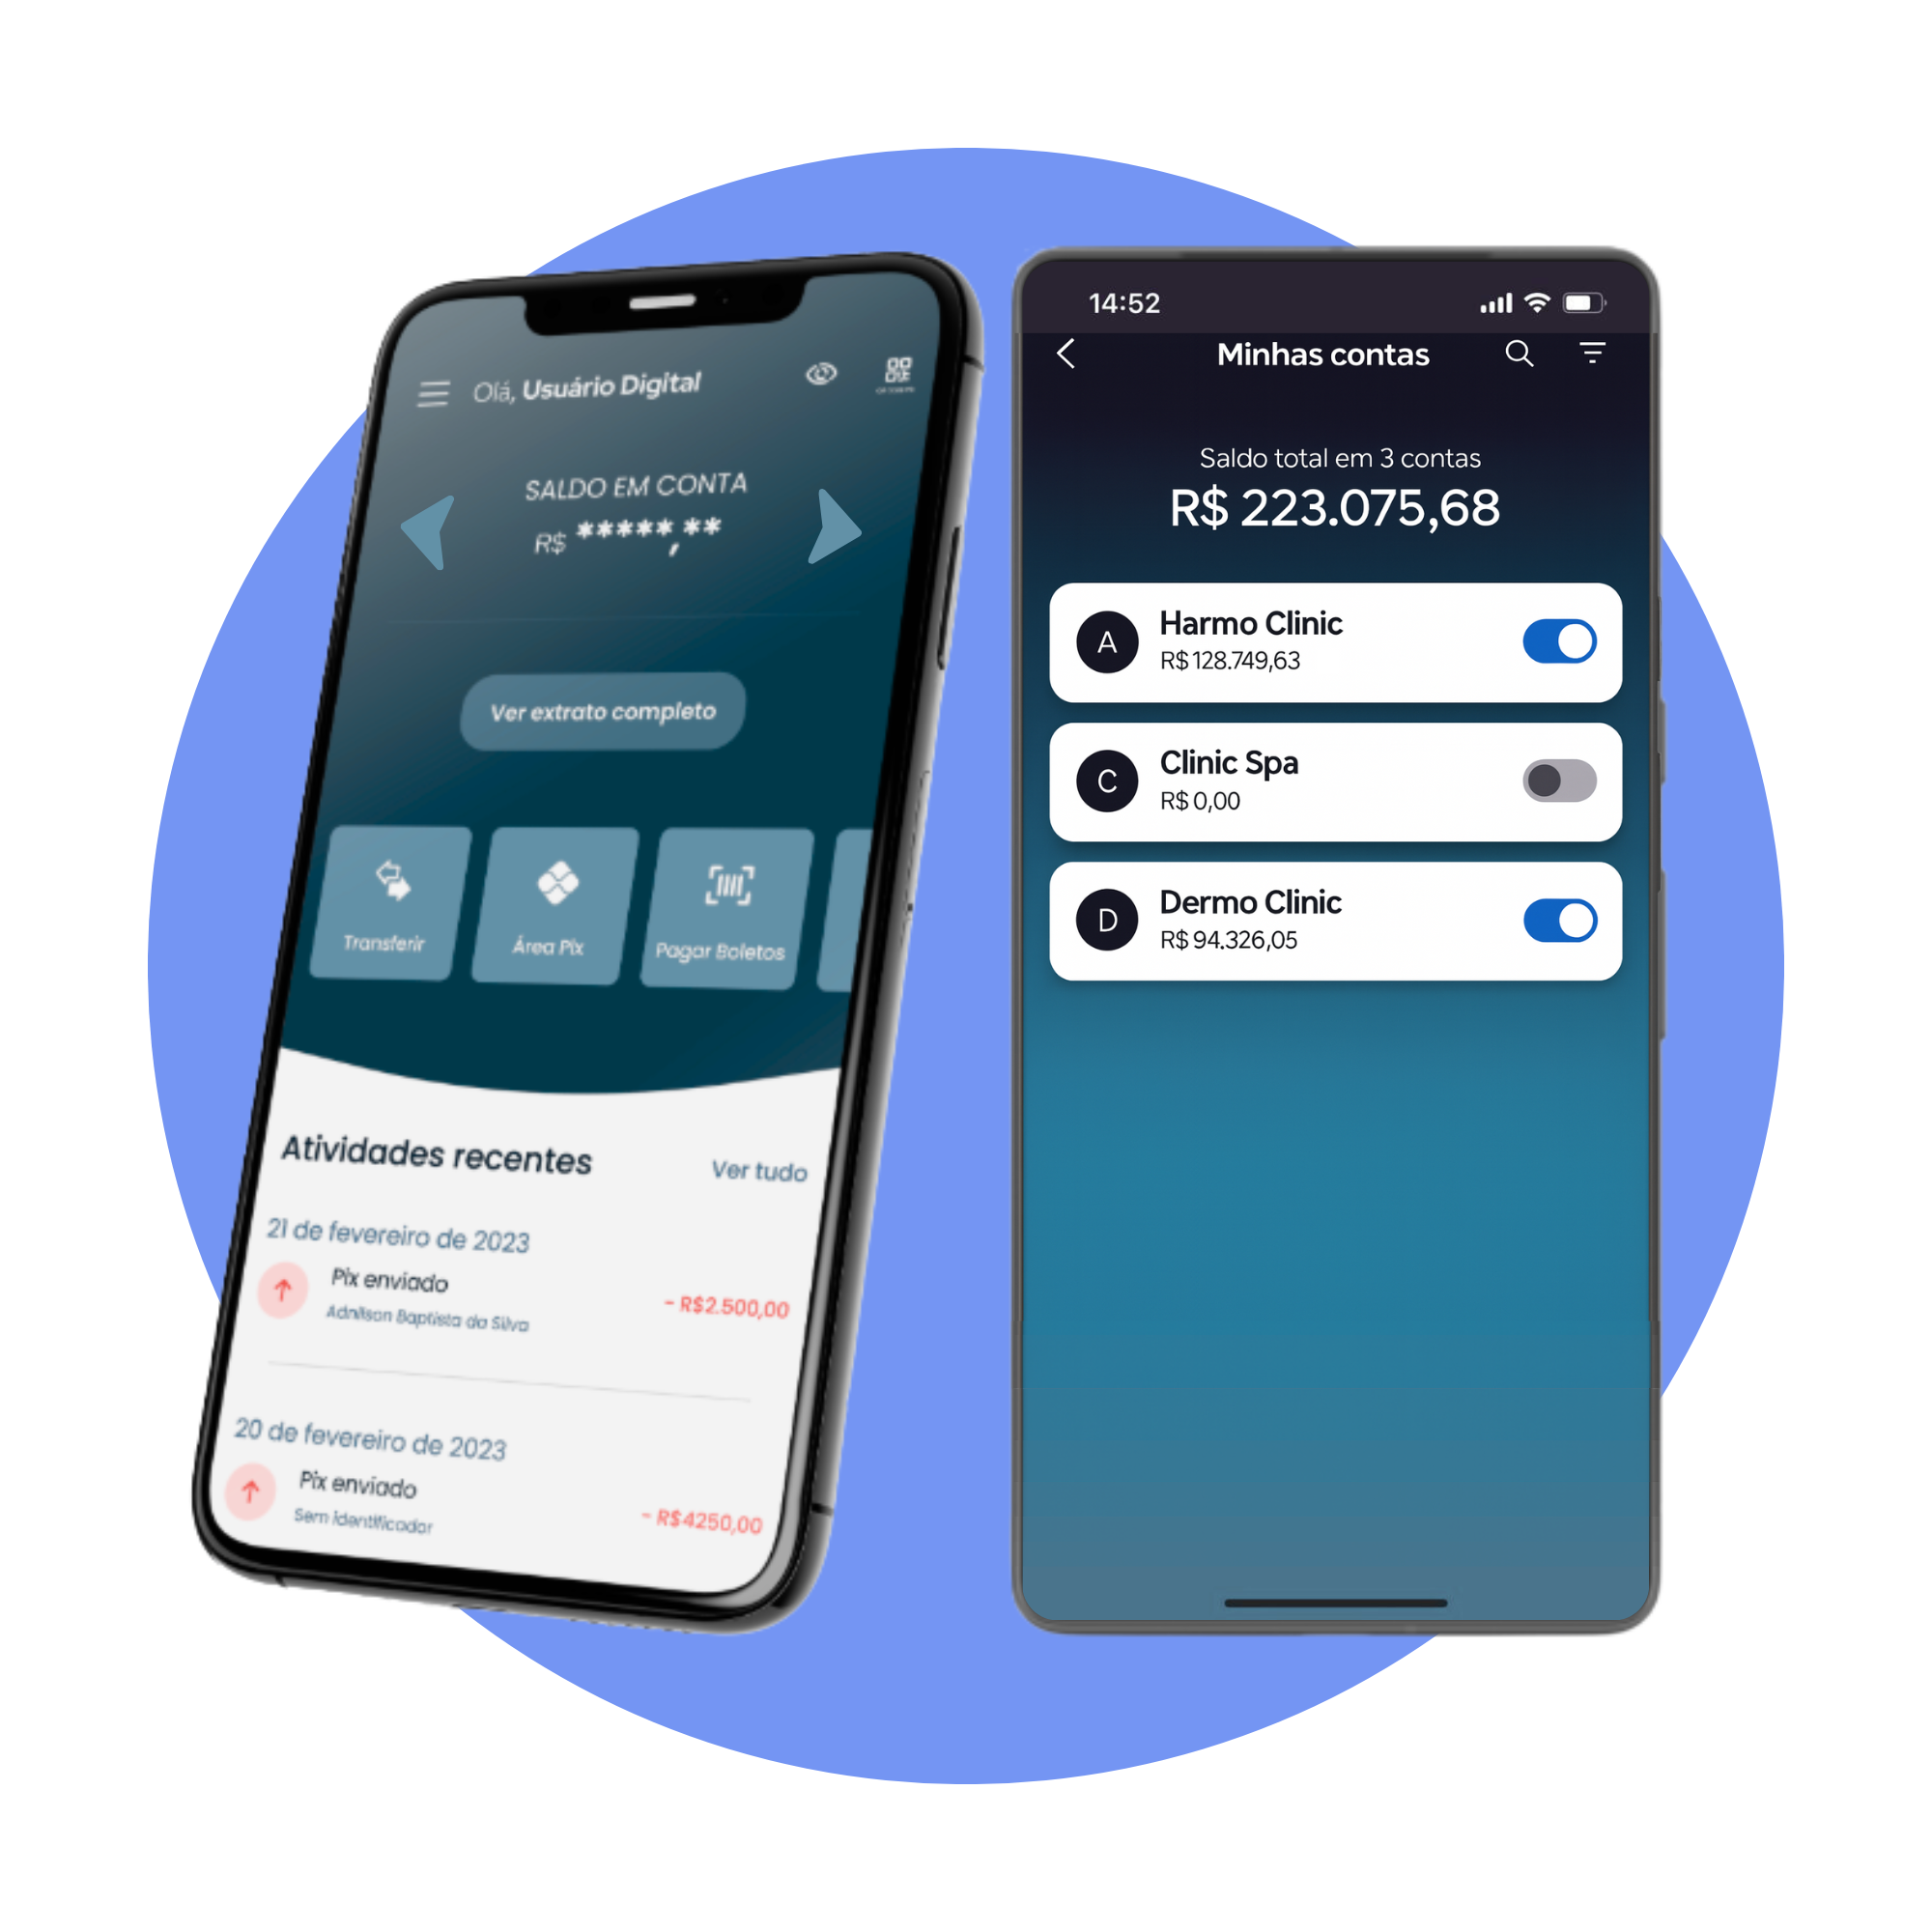 Olá, Usuário Digital
SALDO EM CONTA
R$ *****,**
Ver extrato completo
Transferir
Área Pix
Pagar Boletos
Atividades recentes
Ver tudo
21 de fevereiro de 2023
Pix enviado
- R$2.500,00
Adnilson Baptista da Silva
20 de fevereiro de 2023
Pix enviado
- R$4250,00
Sem identificador
14:52
Minhas contas
Saldo total em 3 contas
R$ 223.075,68
A
Harmo Clinic
R$ 128.749,63
C
Clinic Spa
R$ 0,00
D
Dermo Clinic
R$ 94.326,05